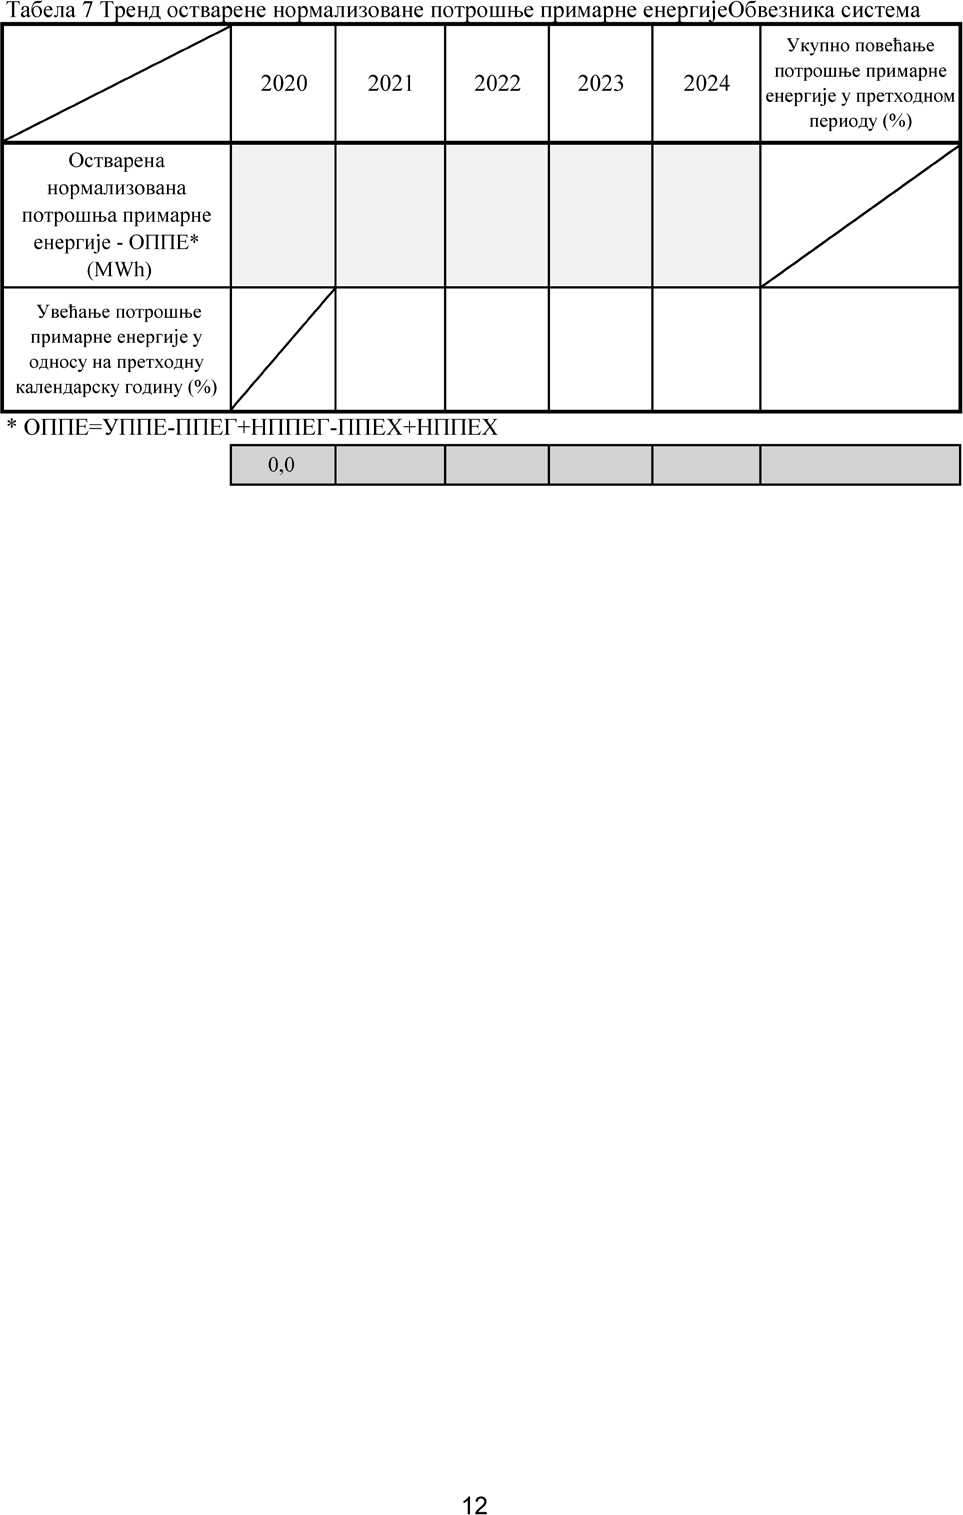 Табела 7 Тренд остварене нормализоване потрошње примарне енергијеОбвезника система
2020 2021 2022 2023 2024
Укупно повећање
потрошње примарне
енергије у претходном
периоду (%)
Остварена
нормализована
потрошња примарне
енергије - ОППЕ*
(MWh)
Увећање потрошње
примарне енергије у
односу на претходну
календарску годину (%)
* ОППЕ=УППЕ-ППЕГ+НППЕГ-ППЕХ+НППЕХ
0,0
12